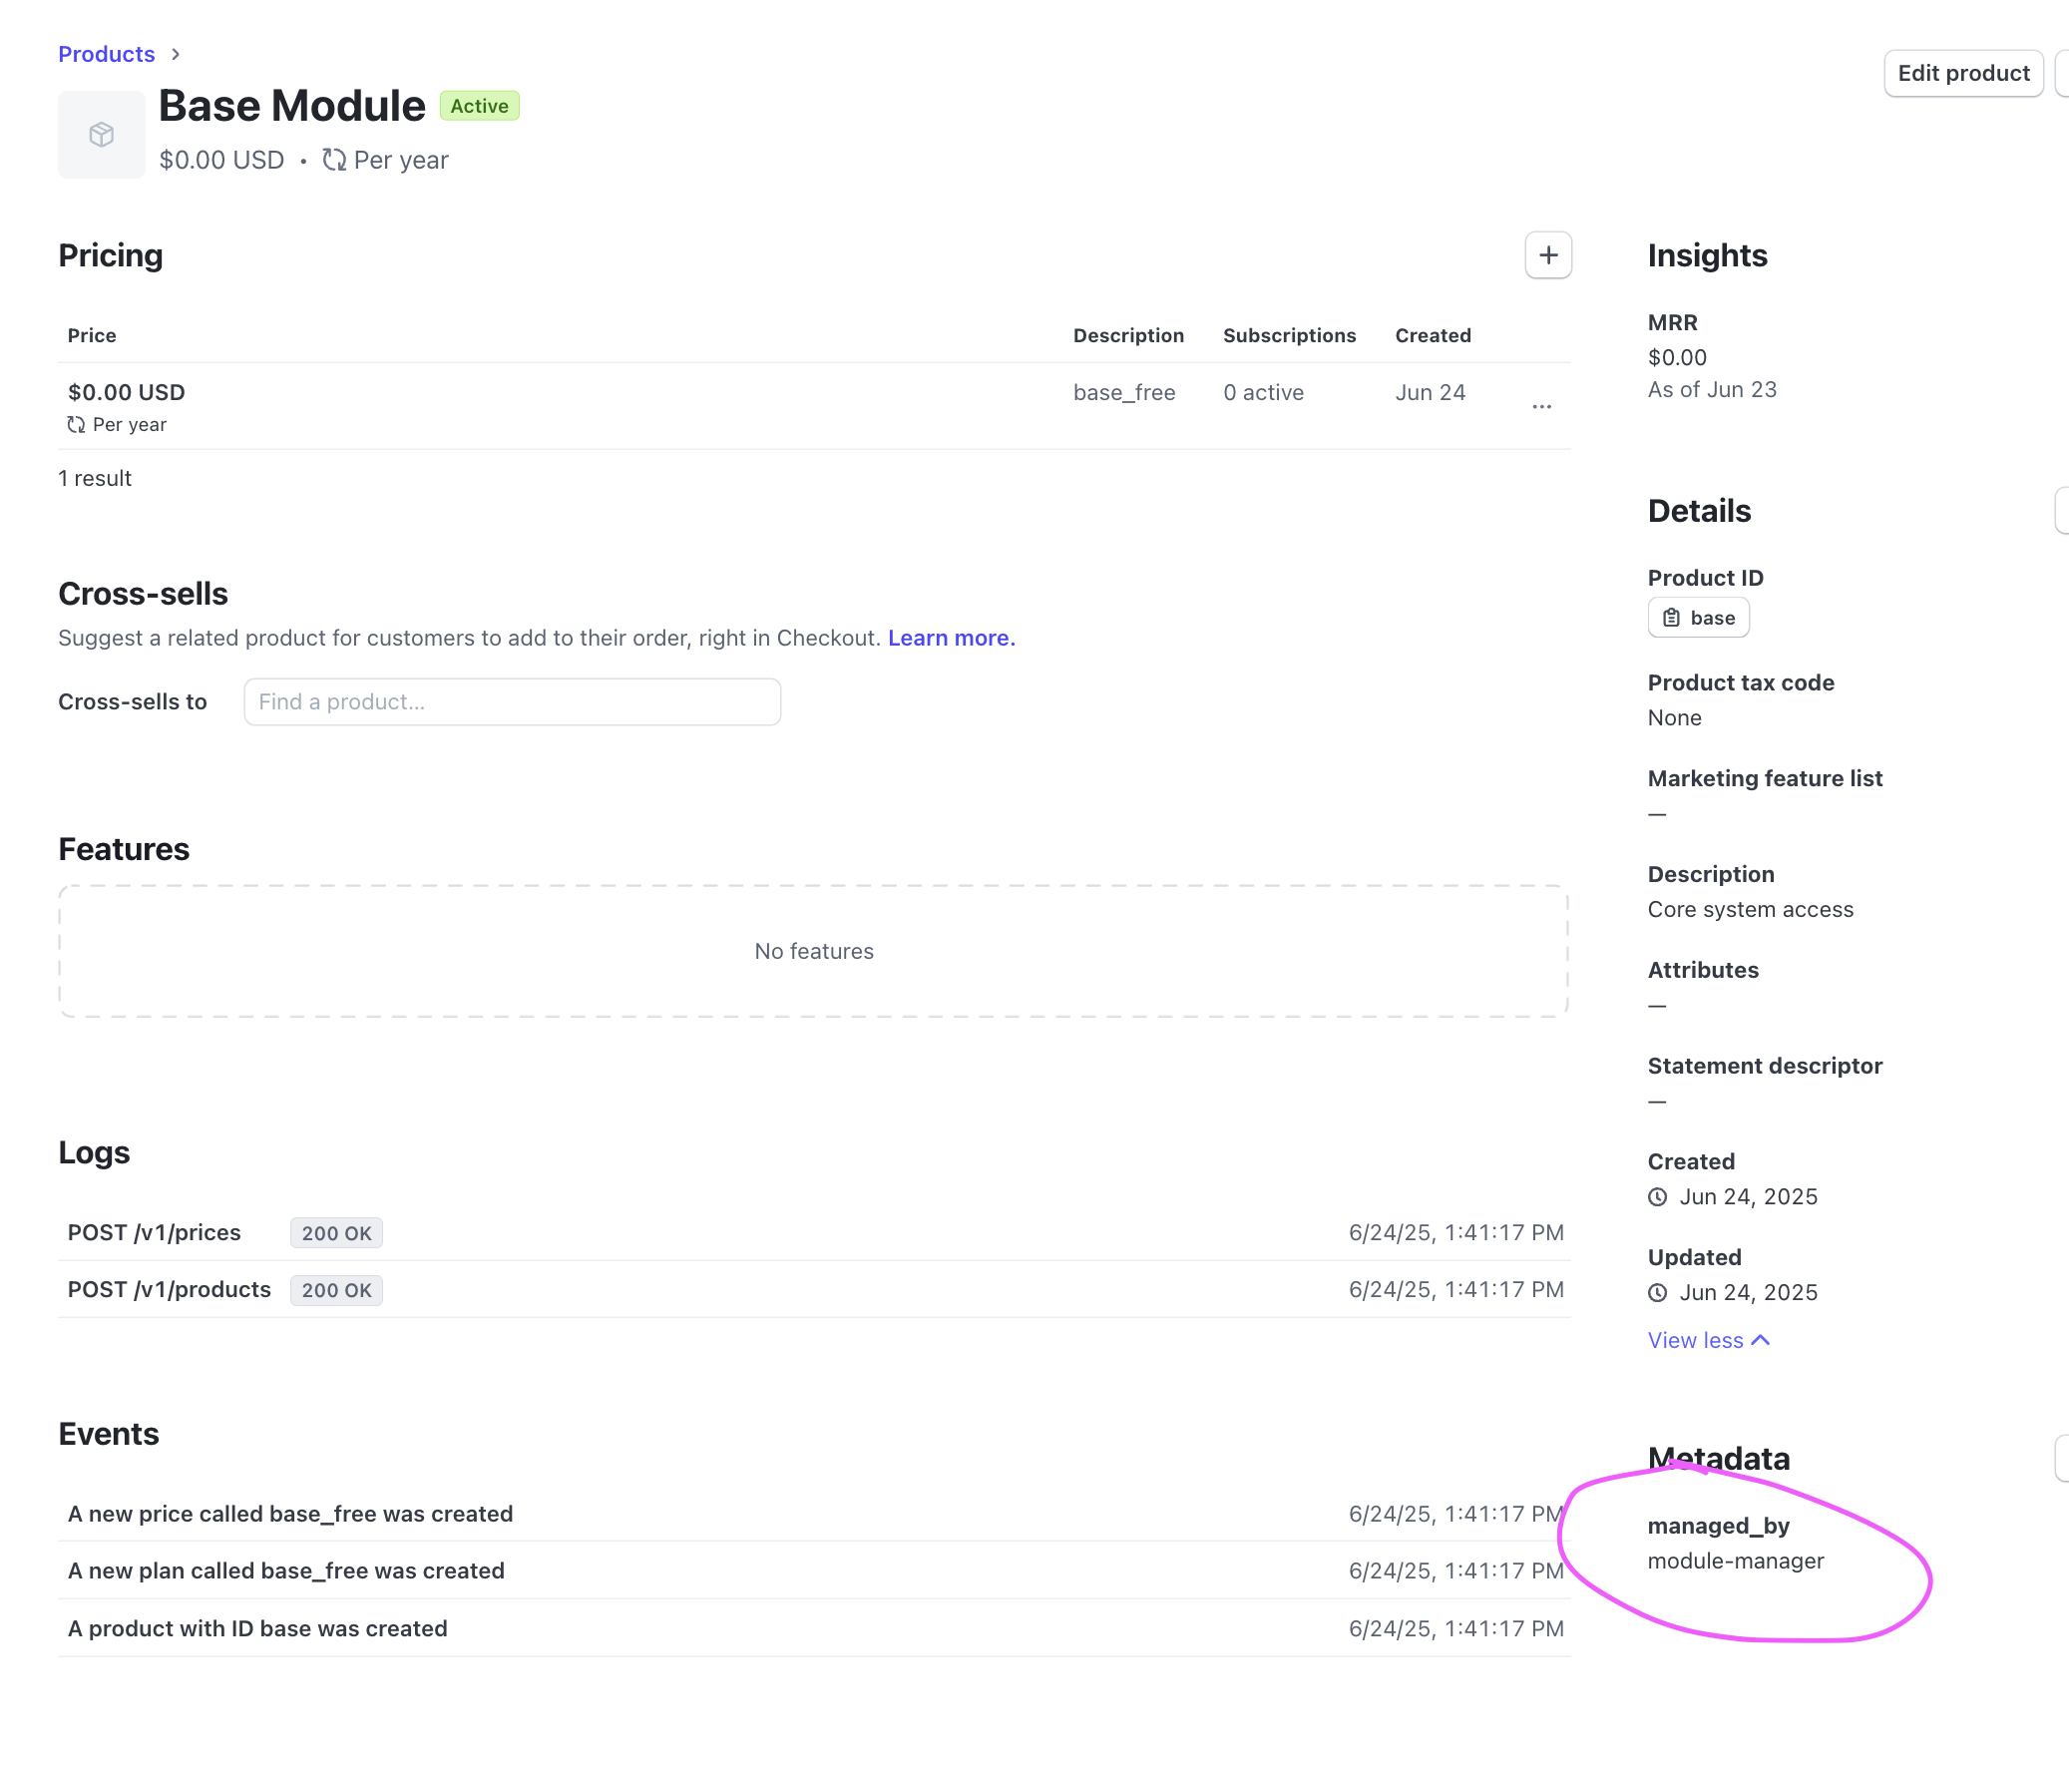 Products
Edit product
Base Module Active
$0.00 USD • Per year
Pricing
Price Description Subscriptions Created
$0.00 USD base_free 0 active Jun 24
Per year
1 result
Cross-sells
Suggest a related product for customers to add to their order, right in Checkout. Learn more.
Cross-sells to Find a product...
Features
No features
Logs
POST /v1/prices 200 OK 6/24/25, 1:41:17 PM
POST /v1/products 200 OK 6/24/25, 1:41:17 PM
Events
A new price called base_free was created 6/24/25, 1:41:17 PM
A new plan called base_free was created 6/24/25, 1:41:17 PM
A product with ID base was created 6/24/25, 1:41:17 PM
Insights
MRR
$0.00
As of Jun 23
Details
Product ID
base
Product tax code
None
Marketing feature list
—
Description
Core system access
Attributes
—
Statement descriptor
—
Created
Jun 24, 2025
Updated
Jun 24, 2025
View less
Metadata
managed_by
module-manager